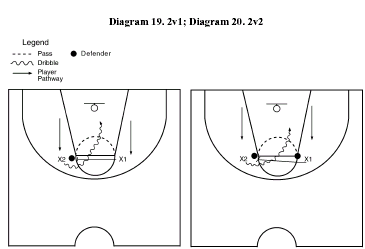 Diagram 19. 2v1; Diagram 20. 2v2
Legend
Pass
Defender
Dribble
Player
Pathway
X2 X1
X2 X1